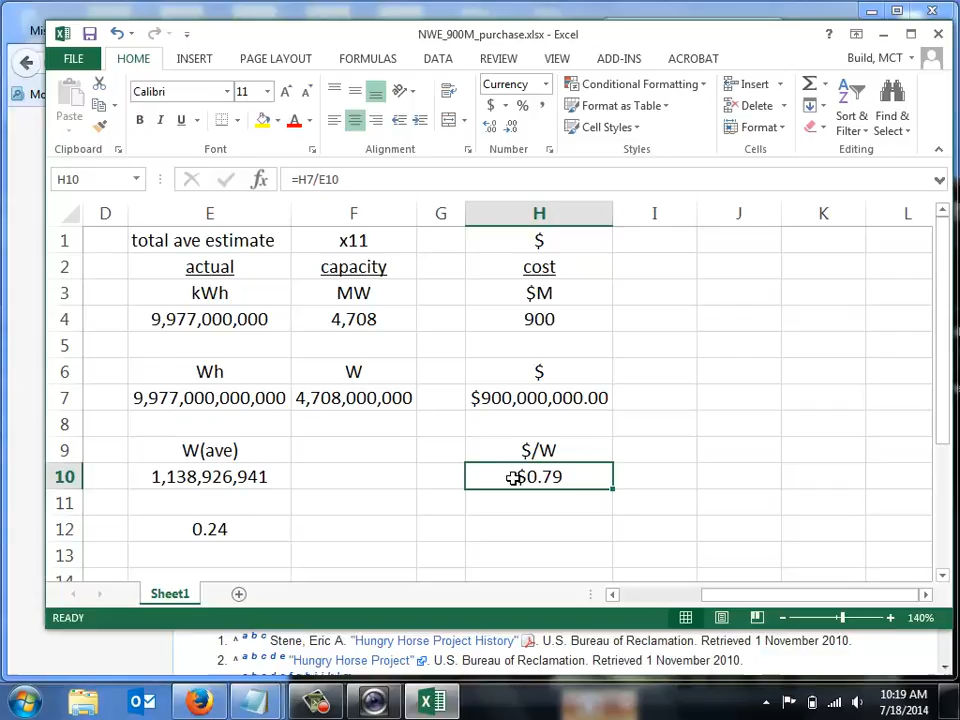 Mis
NWE_900M_purchase.xlsx - Excel
?
FILE HOME INSERT PAGE LAYOUT FORMULAS DATA REVIEW VIEW ADD-INS ACROBAT Build, MCT
Paste
Calibri 11 A A
B I U A
Currency
$ % ,
Conditional Formatting
Format as Table
Cell Styles
Insert
Delete
Format
Σ
Sort & Filter
Find & Select
Clipboard Font Alignment Number Styles Cells Editing
Mo
H10 fx =H7/E10
D E F G H I J K L
1 total ave estimate x11 $
2 actual capacity cost
3 kWh MW $M
4 9,977,000,000 4,708 900
5
6 Wh W $
7 9,977,000,000,000 4,708,000,000 $900,000,000.00
8
9 W(ave) $/W
10 1,138,926,941 $0.79
11
12 0.24
13
14
Sheet1
READY 140%
1. ^ a b c Stene, Eric A. "Hungry Horse Project History". U.S. Bureau of Reclamation. Retrieved 1 November 2010.
2. ^ a b c d e "Hungry Horse Project". U.S. Bureau of Reclamation. Retrieved 1 November 2010.
10:19 AM
7/18/2014